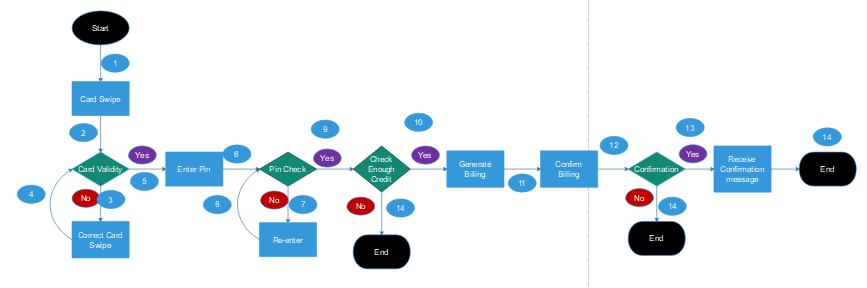 Start
1
Card Swipe
2
Card Validity
Yes
5
No
3
4
Correct Card
Swipe
Enter Pin
6
Pin Check
9
Yes
No
7
8
Re-enter
Check
Enough
Credit
10
Yes
No
14
End
Generate
Billing
11
Confirm
Billing
12
Confirmation
13
Yes
No
14
End
Receive
Confirmation
message
14
End